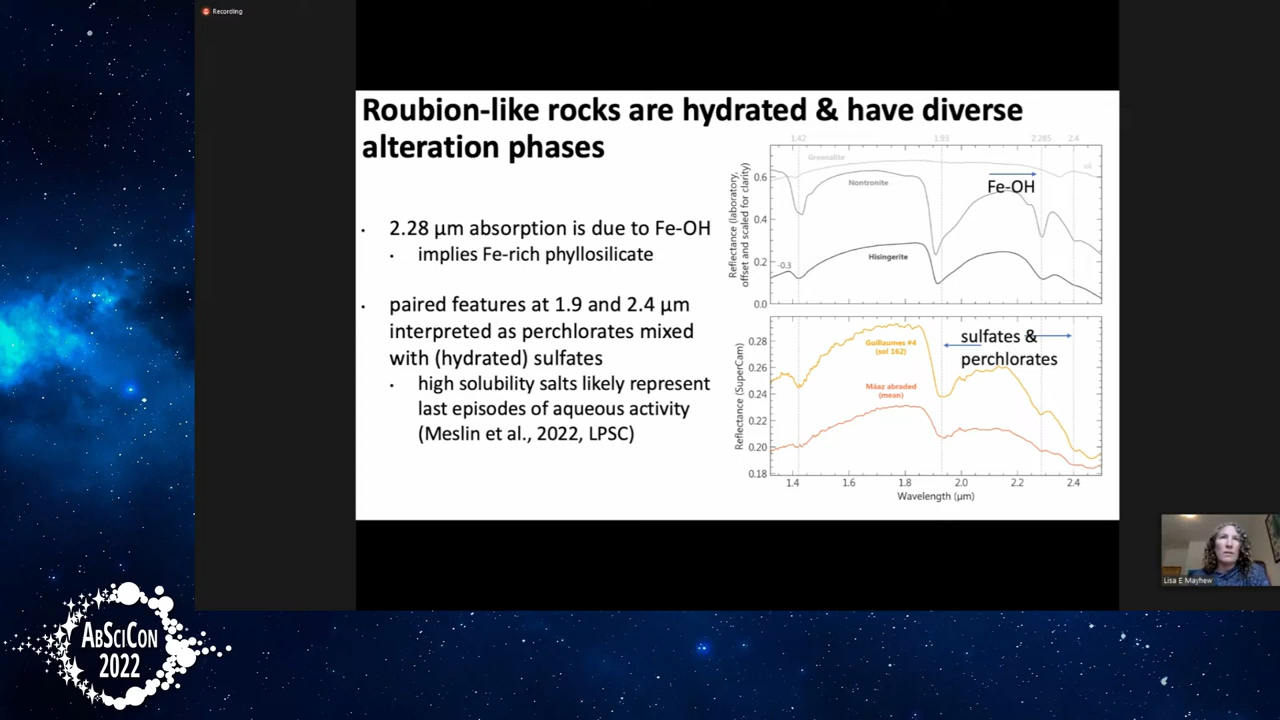 Recording
Roubion-like rocks are hydrated & have diverse
alteration phases
• 2.28 µm absorption is due to Fe-OH
• implies Fe-rich phyllosilicate
• paired features at 1.9 and 2.4 µm
interpreted as perchlorates mixed
with (hydrated) sulfates
• high solubility salts likely represent
last episodes of aqueous activity
(Meslin et al., 2022, LPSC)
1.42 1.93 2.285 2.4
Reflectance (laboratory,
offset and scaled for clarity)
0.6
0.4
0.2
0.0
Greenalite
x4
Fe-OH
Nontronite
Hisingerite
-0.3
Reflectance (SuperCam)
0.28
0.26
0.24
0.22
0.20
0.18
Guillaumes #4
(sol 162)
sulfates &
perchlorates
Máaz abraded
(mean)
1.4 1.6 1.8 2.0 2.2 2.4
Wavelength (µm)
Lisa E Mayhew
ABSCICON
2022